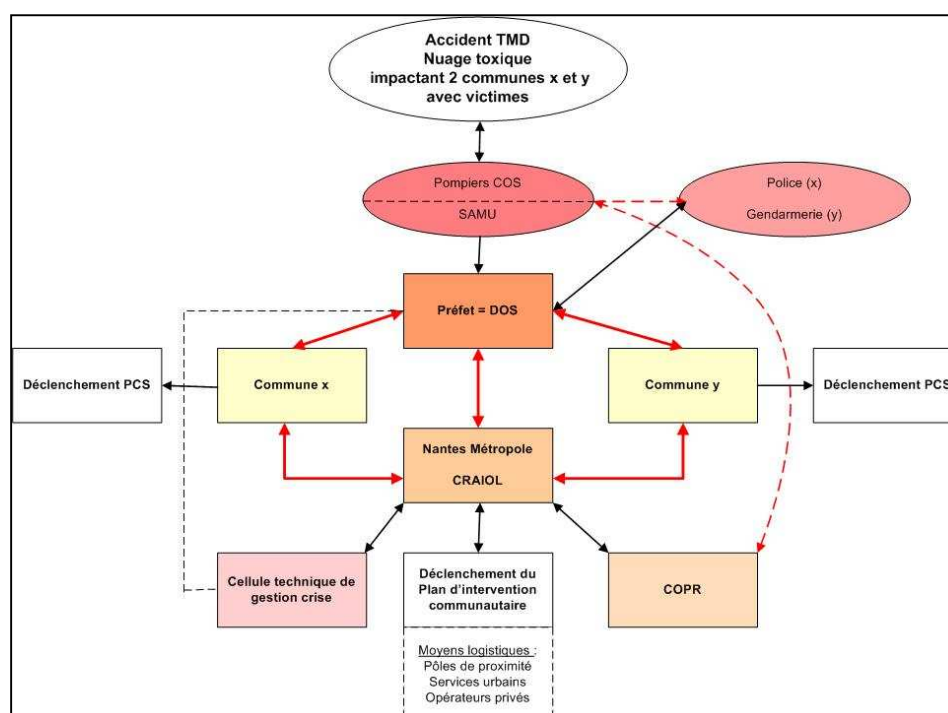 Accident TMD
Nuage toxique
impactant 2 communes x et y
avec victimes
Pompiers COS
SAMU
Police (x)
Gendarmerie (y)
Préfet = DOS
Déclenchement PCS
Commune x
Commune y
Déclenchement PCS
Nantes Métropole
CRAIOL
Cellule technique de
gestion crise
Déclenchement du
Plan d'intervention
communautaire
COPR
Moyens logistiques :
Pôles de proximité
Services urbains
Opérateurs privés